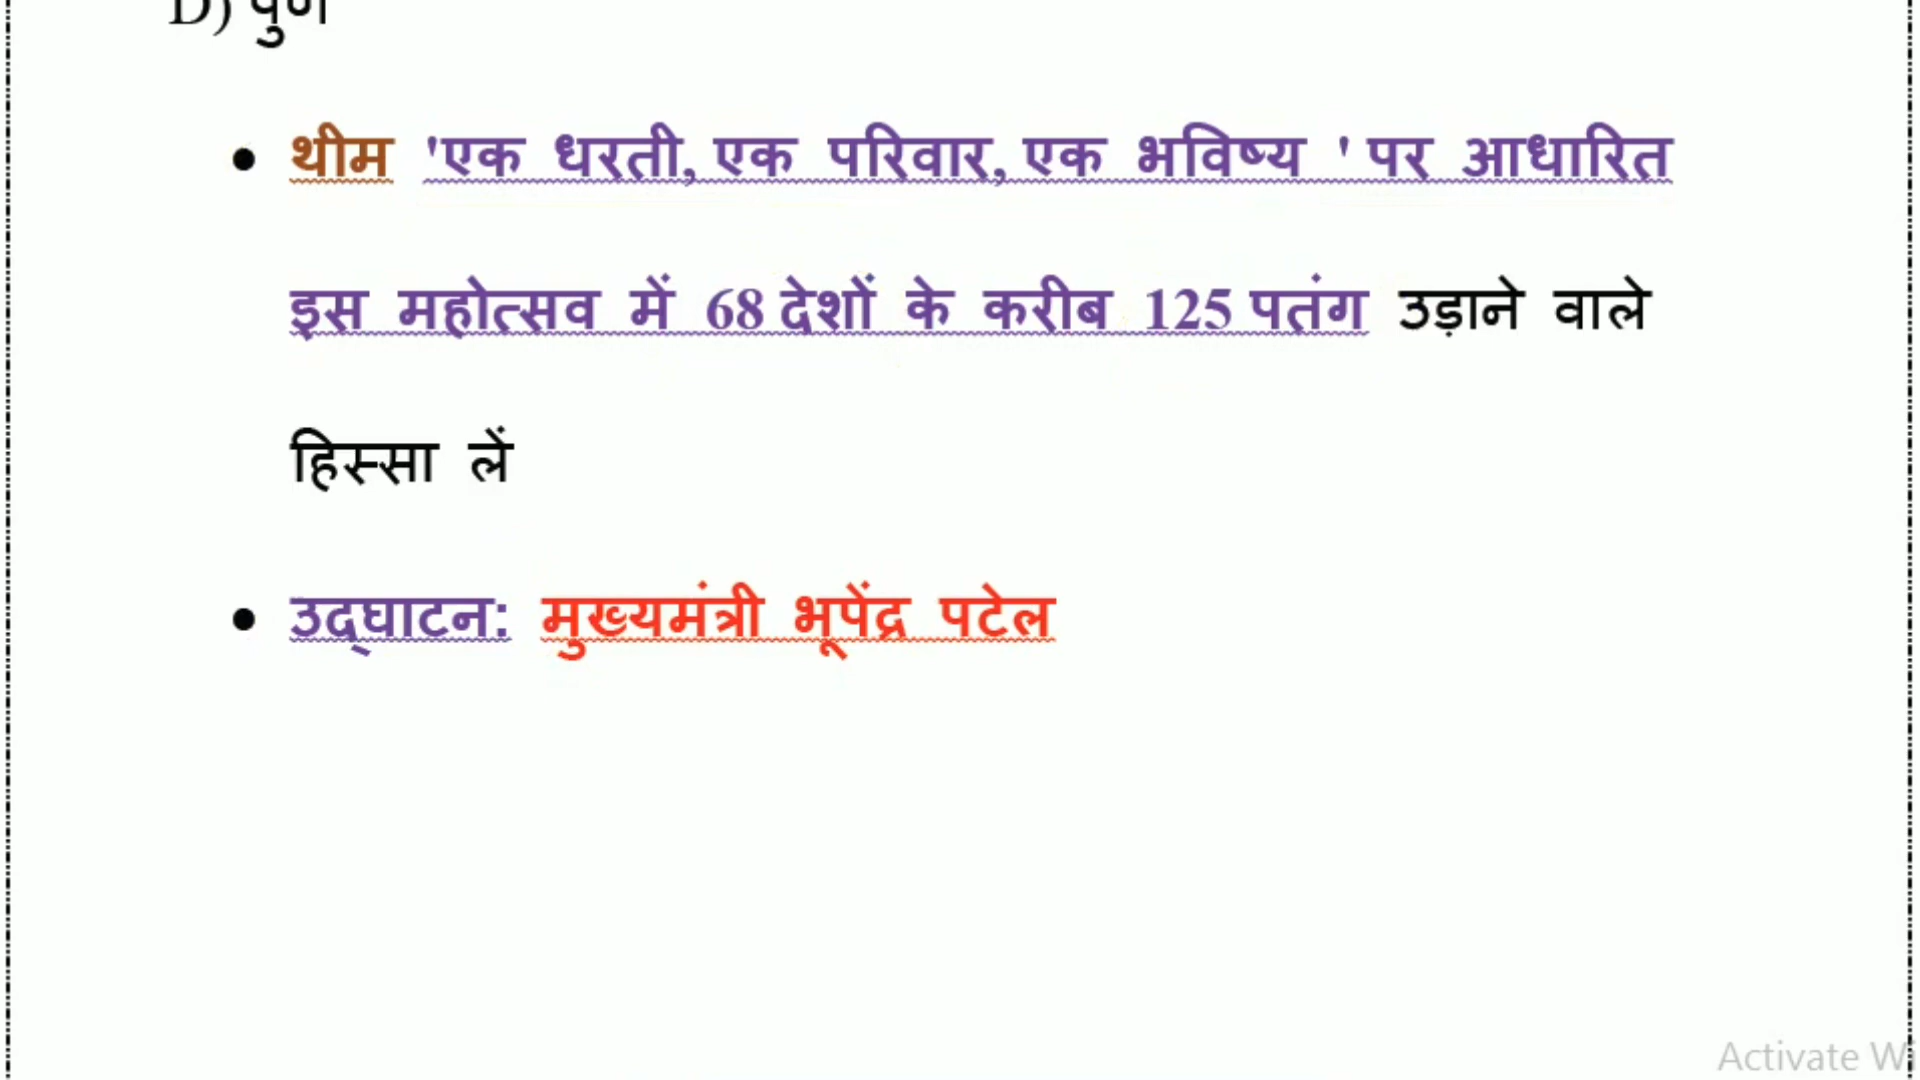 D) पुणे
• थीम 'एक धरती, एक परिवार, एक भविष्य ' पर आधारित
इस महोत्सव में 68 देशों के करीब 125 पतंग उड़ाने वाले
हिस्सा लें
• उद्घाटन: मुख्यमंत्री भूपेंद्र पटेल
Activate W